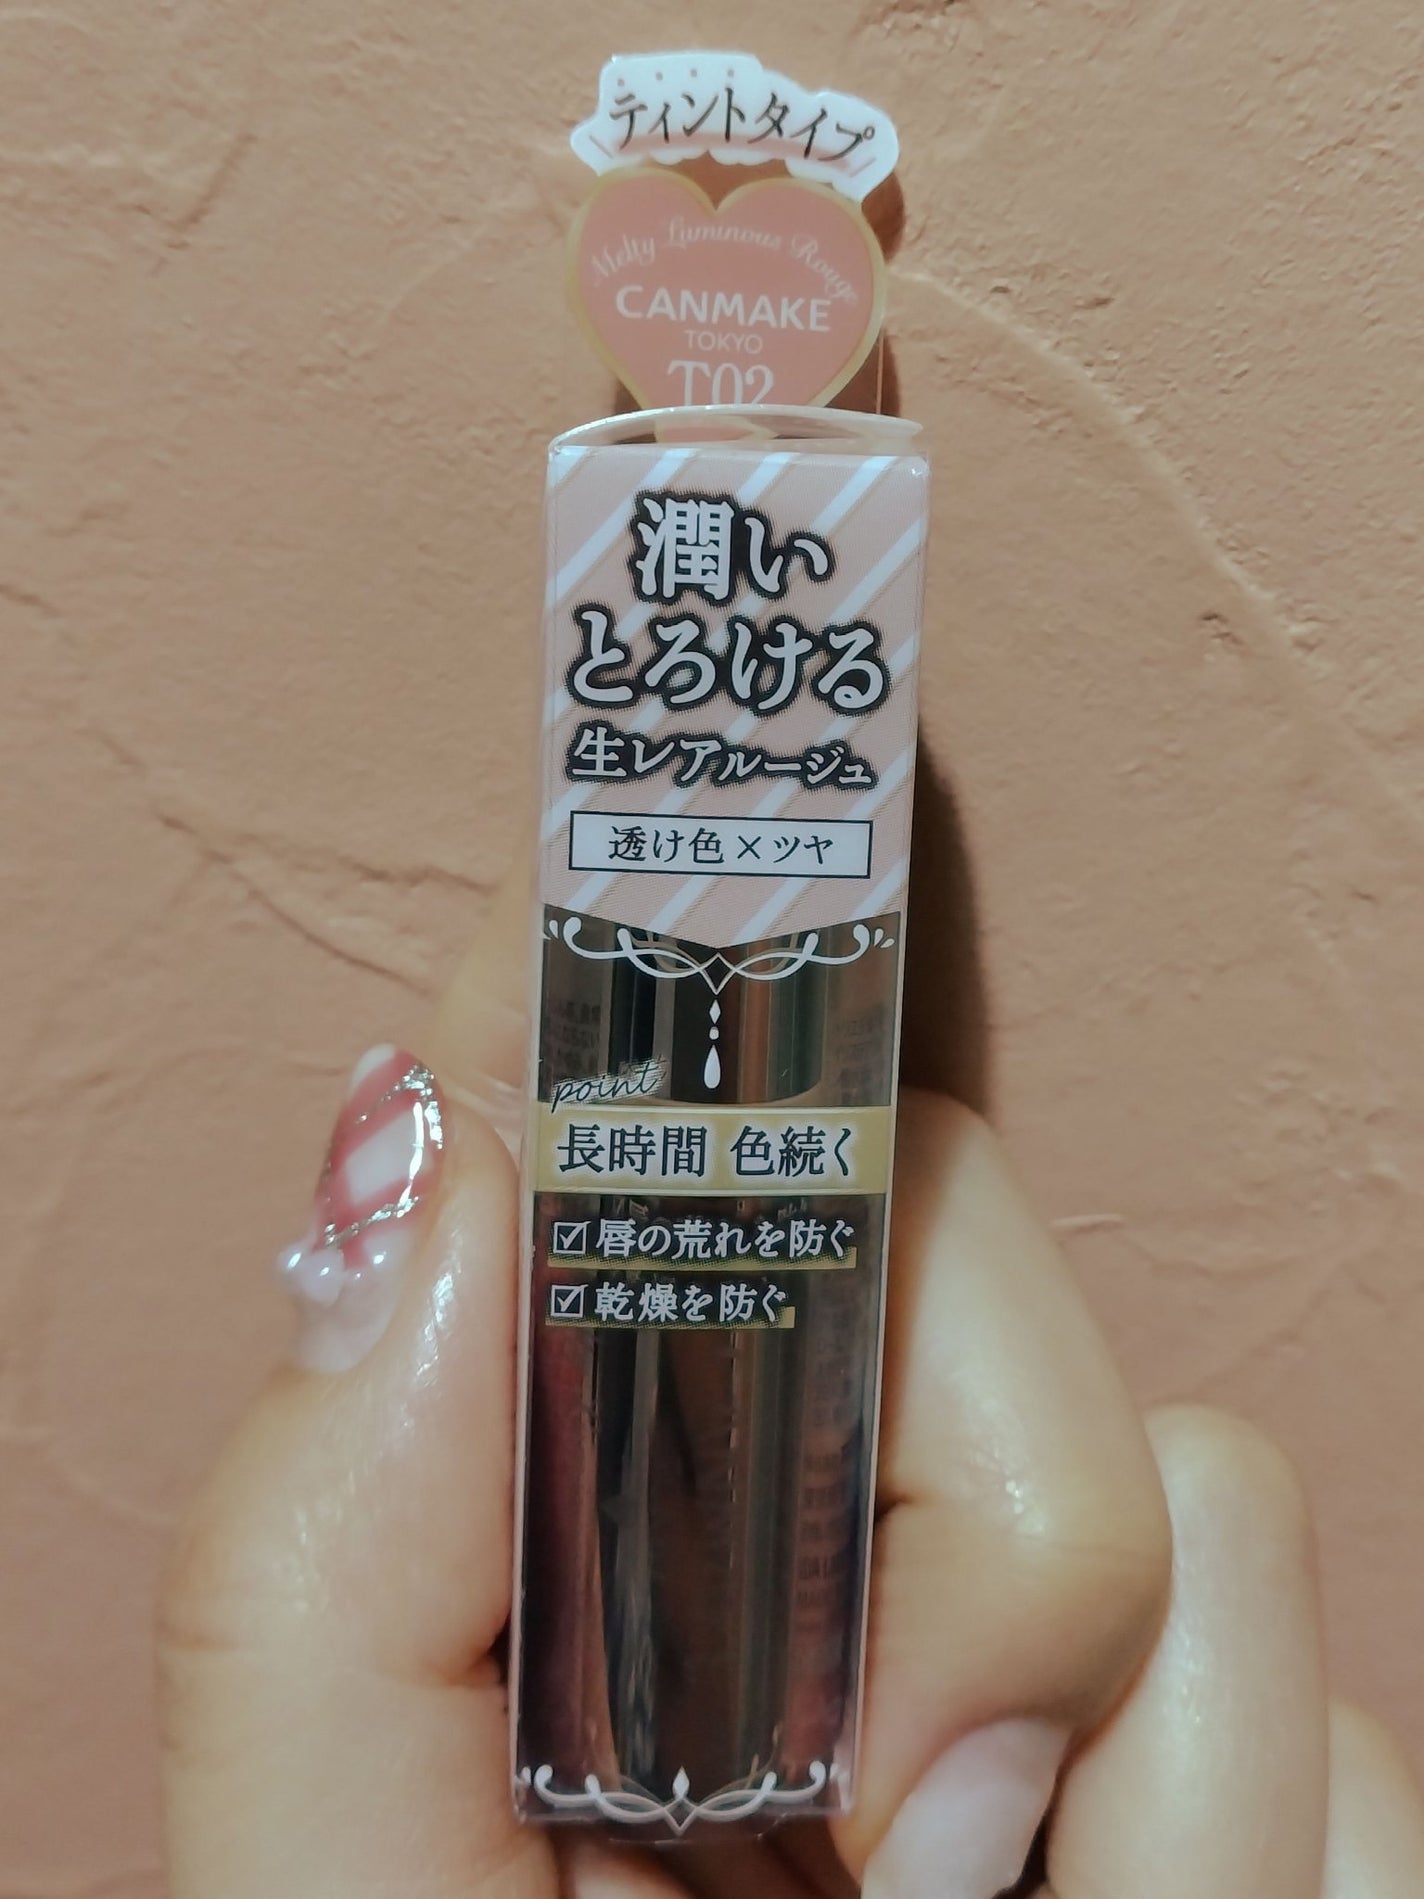 ティントタイプ
Melty Luminous Rouge
CANMAKE
TOKYO
T02
潤い
とろける
生レアルージュ
透け色×ツヤ
point
長時間 色続く
☑唇の荒れを防ぐ
☑乾燥を防ぐ